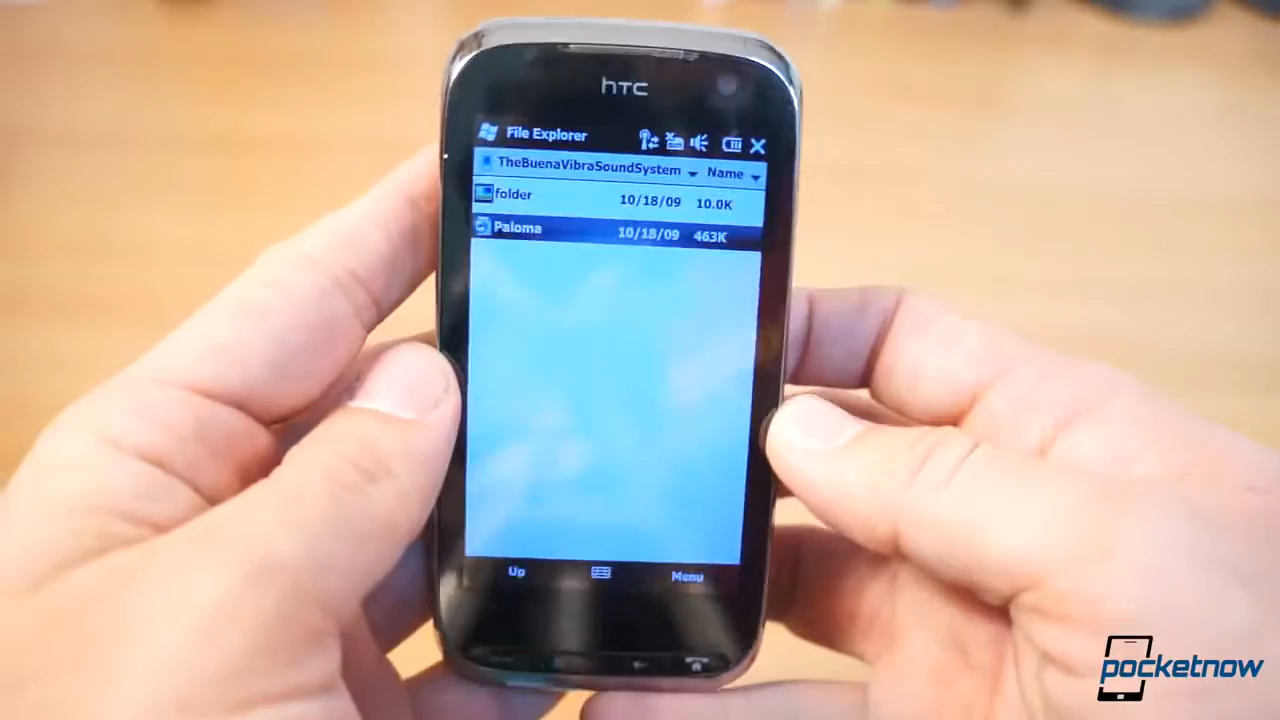 hTC
File Explorer
TheBuenaVibraSoundSystem Name
folder 10/18/09 10.0K
Paloma 10/18/09 463K
Up Menu
pocketnow